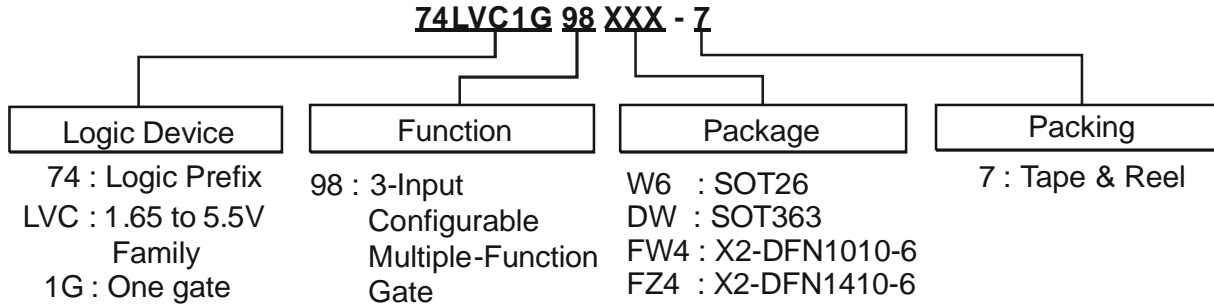 74LVC1G 98 XXX - 7
Logic Device
74 : Logic Prefix
LVC : 1.65 to 5.5V
Family
1G : One gate
Function
98 : 3-Input
Configurable
Multiple-Function
Gate
Package
W6 : SOT26
DW : SOT363
FW4 : X2-DFN1010-6
FZ4 : X2-DFN1410-6
Packing
7 : Tape & Reel